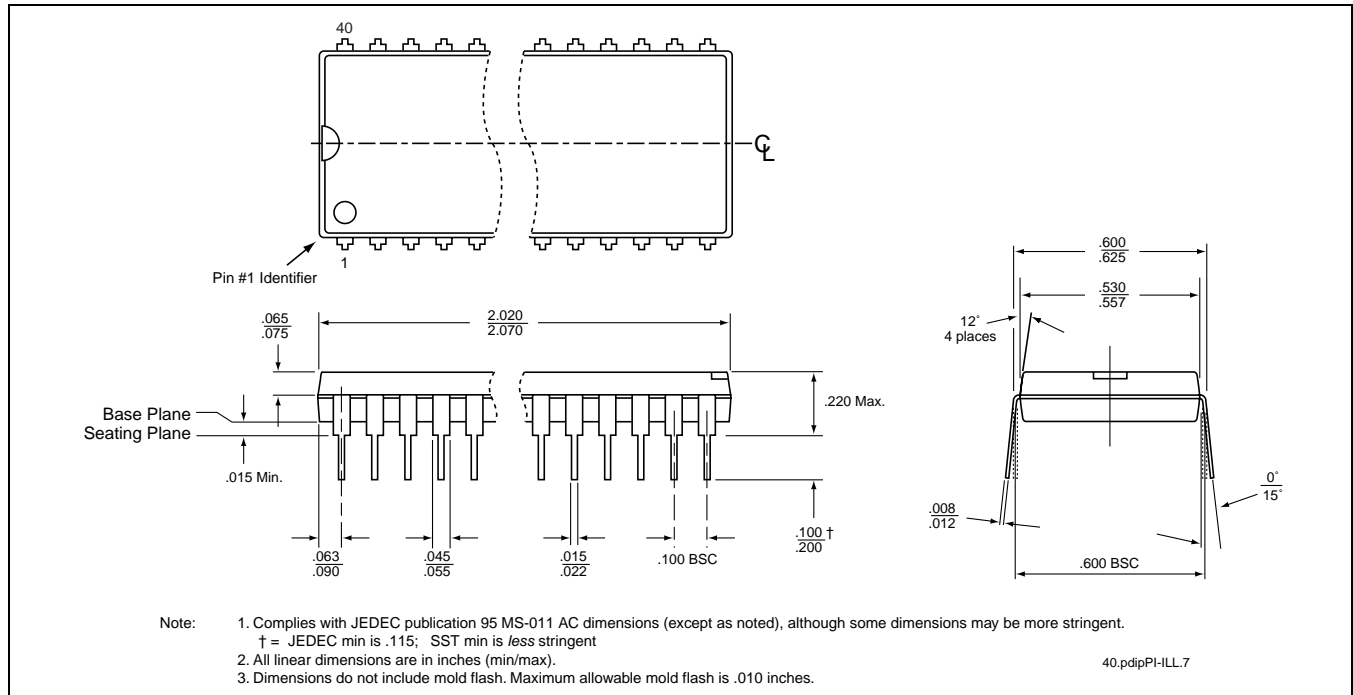 40
℄
1
Pin #1 Identifier
.600
.625
.530
.557
12°
4 places
.065
.075
2.020
2.070
.220 Max.
Base Plane
Seating Plane
.015 Min.
0°
15°
.008
.012
.063
.090
.045
.055
.015
.022
.100 BSC
.100 †
.200
.600 BSC
Note: 1. Complies with JEDEC publication 95 MS-011 AC dimensions (except as noted), although some dimensions may be more stringent.
† = JEDEC min is .115; SST min is less stringent
2. All linear dimensions are in inches (min/max).
40.pdipPI-ILL.7
3. Dimensions do not include mold flash. Maximum allowable mold flash is .010 inches.